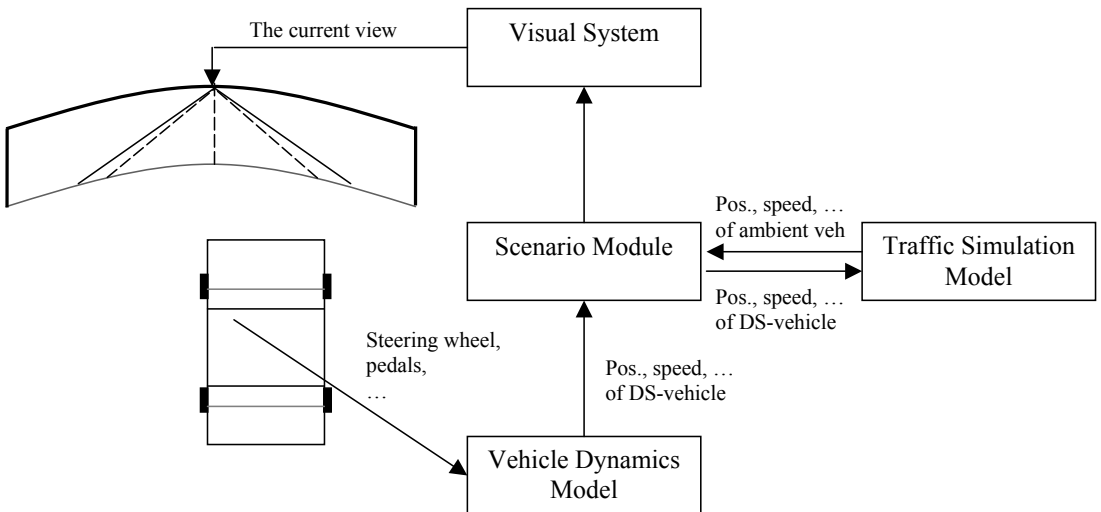 The current view
Visual System
Pos., speed, …
of ambient veh
Scenario Module
Traffic Simulation
Model
Pos., speed, …
of DS-vehicle
Steering wheel,
pedals,
…
Pos., speed, …
of DS-vehicle
Vehicle Dynamics
Model